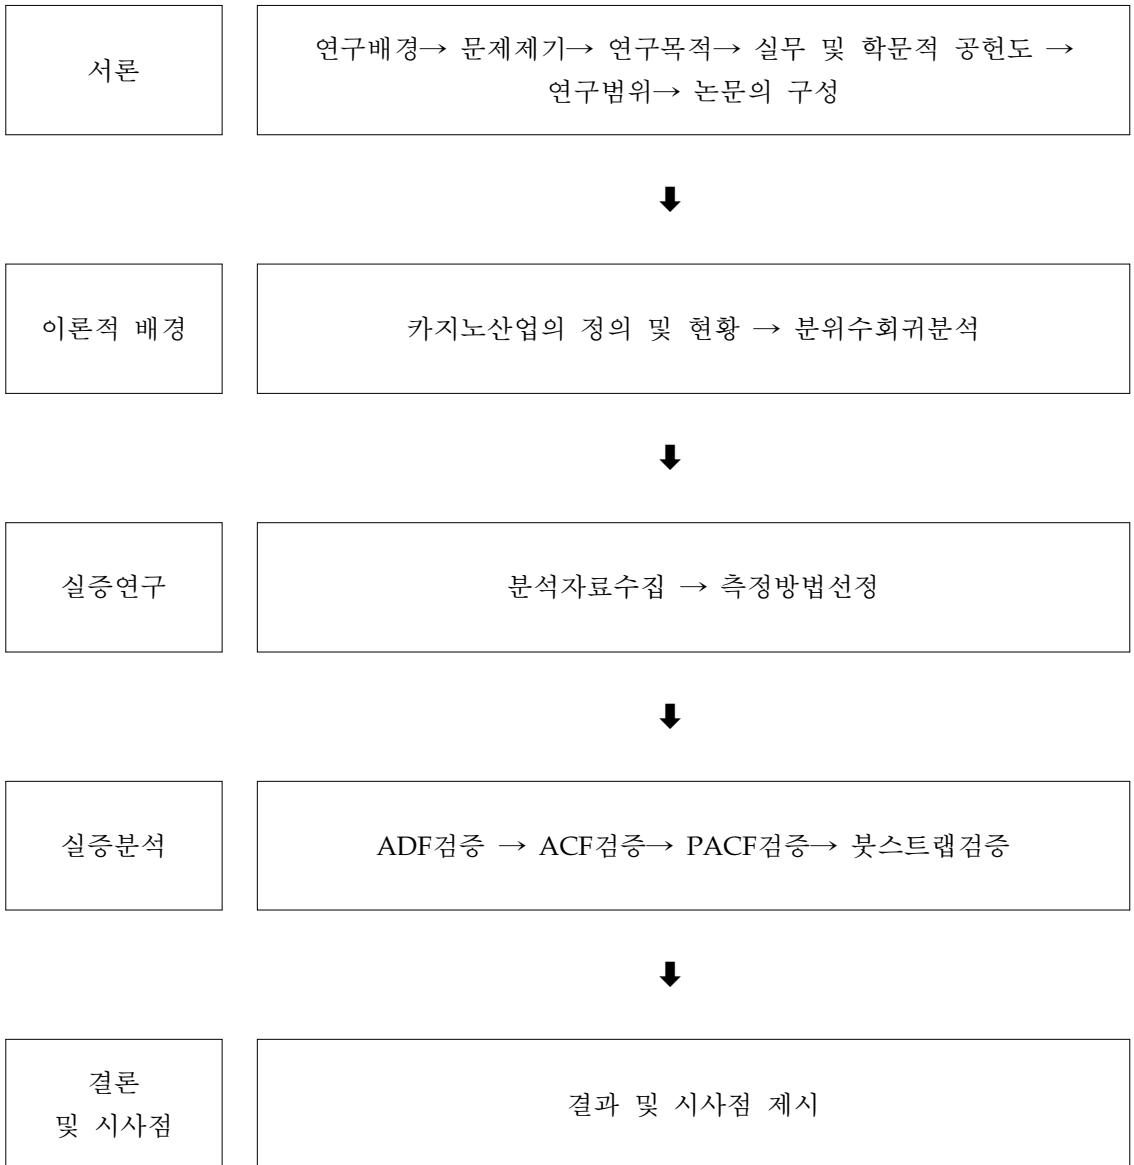 서론
연구배경→ 문제제기→ 연구목적→ 실무 및 학문적 공헌도 →
연구범위→ 논문의 구성
이론적 배경
카지노산업의 정의 및 현황 → 분위수회귀분석
실증연구
분석자료수집 → 측정방법선정
실증분석
ADF검증 → ACF검증→ PACF검증→ 붓스트랩검증
결론
및 시사점
결과 및 시사점 제시